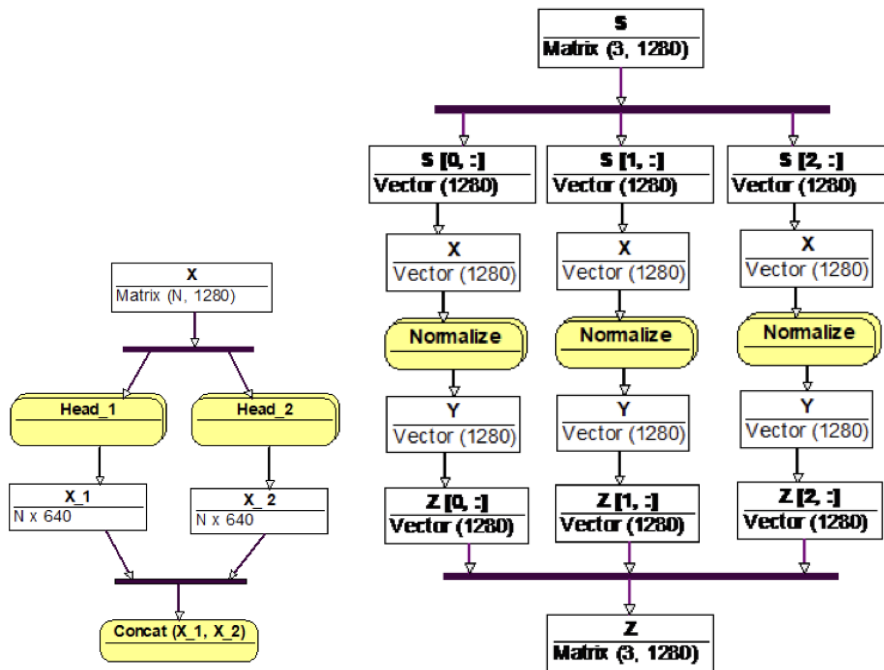 X
Matrix (N, 1280)
Head_1
Head_2
X_1
N x 640
X_ 2
N x 640
Concat (X_1, X_2)
S
Matrix (3, 1280)
S [0, :]
Vector (1280)
S [1, :]
Vector (1280)
S [2, :]
Vector (1280)
X
Vector (1280)
X
Vector (1280)
X
Vector (1280)
Normalize
Normalize
Normalize
Y
Vector (1280)
Y
Vector (1280)
Y
Vector (1280)
Z [0, :]
Vector (1280)
Z [1, :]
Vector (1280)
Z [2, :]
Vector (1280)
Z
Matrix (3, 1280)